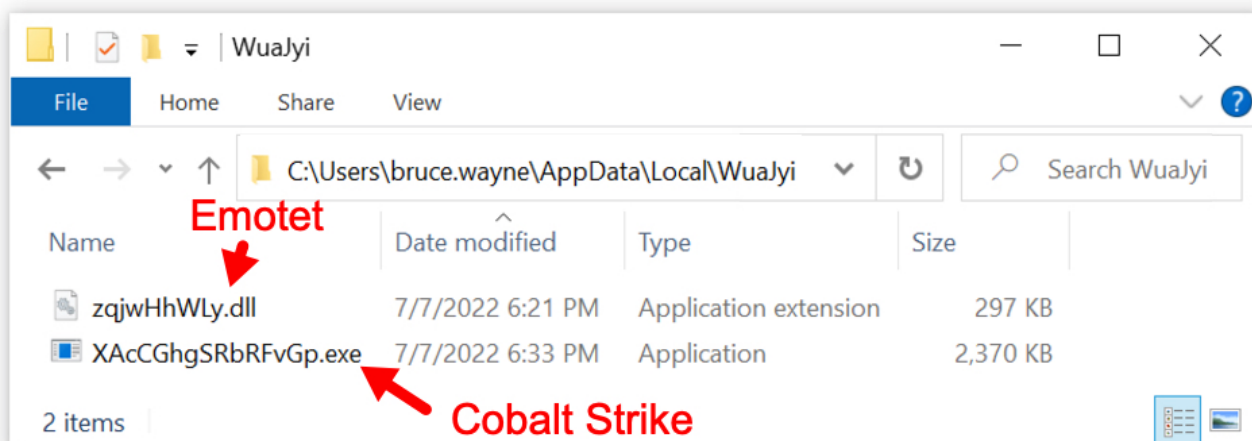 WuaJyi
File Home Share View
C:\Users\bruce.wayne\AppData\Local\WuaJyi Search WuaJyi
Emotet
Name Date modified Type Size
zqjwHhWLy.dll 7/7/2022 6:21 PM Application extension 297 KB
XAcCGhgSRbRFvGp.exe 7/7/2022 6:33 PM Application 2,370 KB
2 items Cobalt Strike